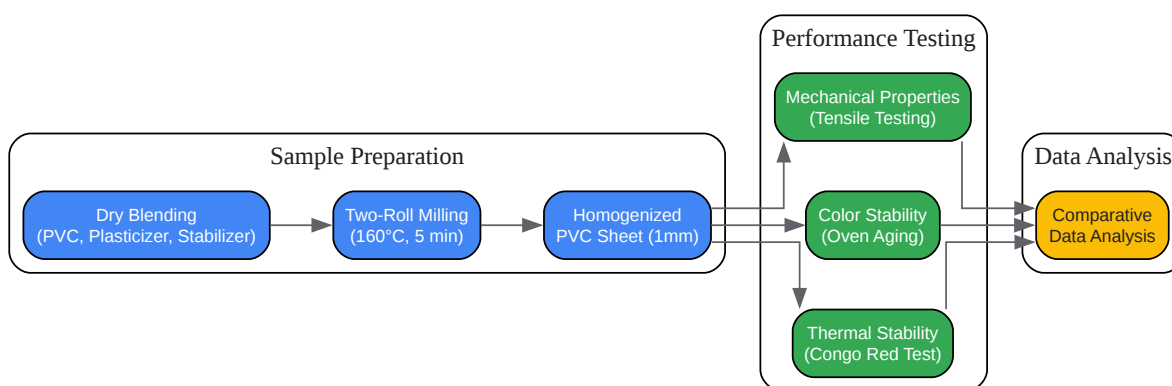 Sample Preparation
Dry Blending
(PVC, Plasticizer, Stabilizer)
Two-Roll Milling
(160°C, 5 min)
Homogenized
PVC Sheet (1mm)
Performance Testing
Mechanical Properties
(Tensile Testing)
Color Stability
(Oven Aging)
Thermal Stability
(Congo Red Test)
Data Analysis
Comparative
Data Analysis